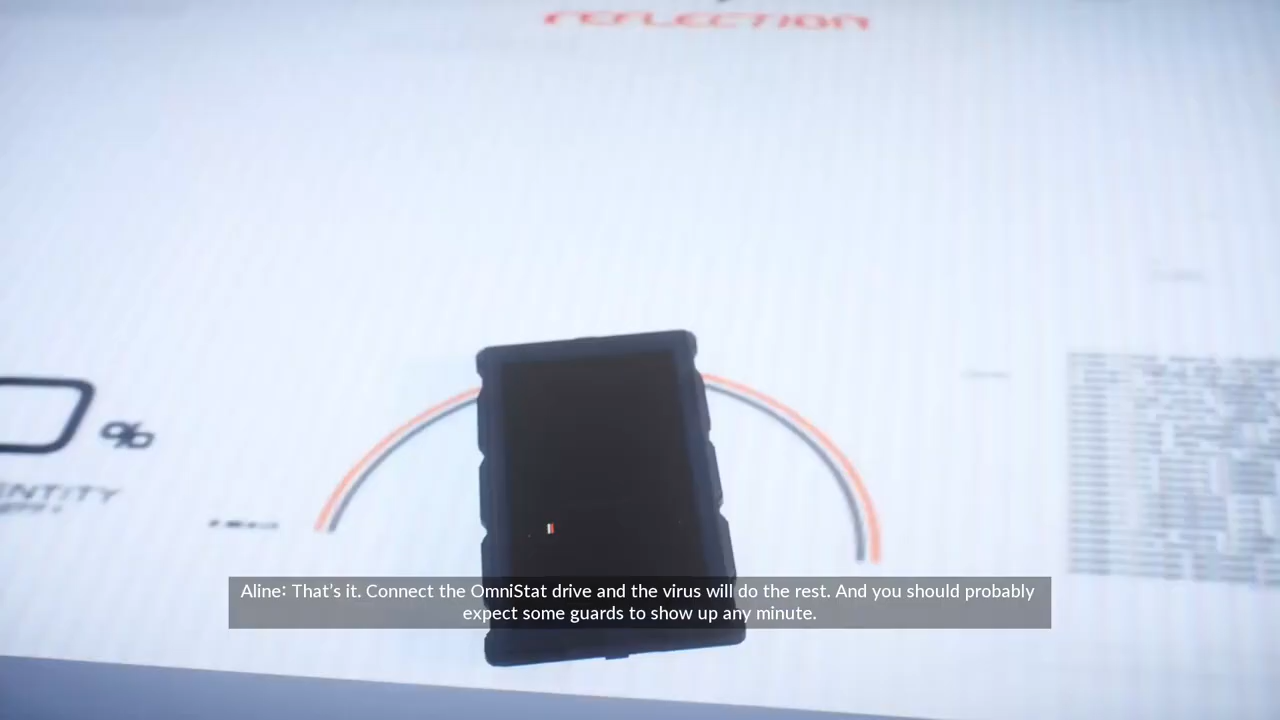 REFLECTION
%
ENTITY
Aline: That's it. Connect the OmniStat drive and the virus will do the rest. And you should probably
expect some guards to show up any minute.